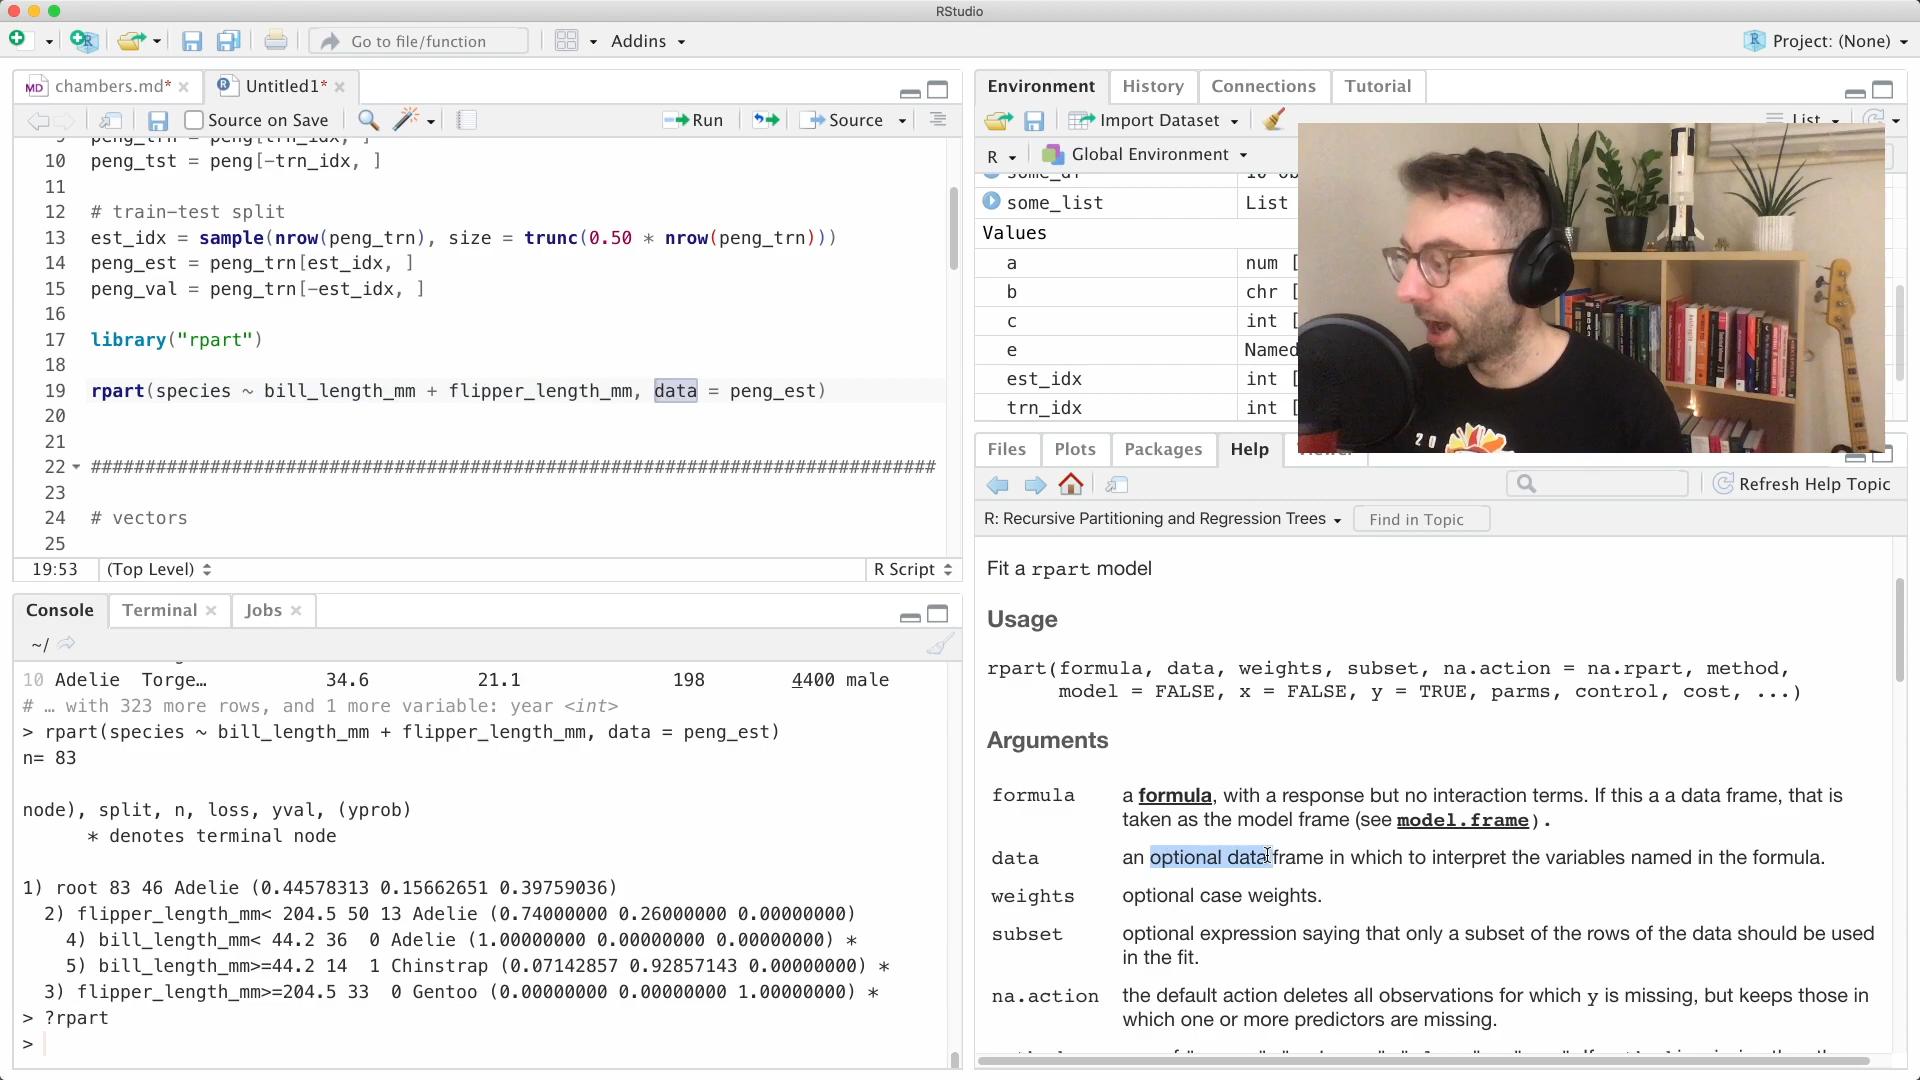 RStudio
Go to file/function
Addins
Project: (None)
MD chambers.md*
Untitled1*
Source on Save
Run
Source
10 peng_tst = peng[-trn_idx, ]
11
12 # train-test split
13 est_idx = sample(nrow(peng_trn), size = trunc(0.50 * nrow(peng_trn)))
14 peng_est = peng_trn[est_idx, ]
15 peng_val = peng_trn[-est_idx, ]
16
17 library("rpart")
18
19 rpart(species ~ bill_length_mm + flipper_length_mm, data = peng_est)
20
21
22 ##############################################################################
23
24 # vectors
25
19:53 (Top Level) R Script
Console Terminal Jobs
~/
10 Adelie Torge… 34.6 21.1 198 4400 male
# … with 323 more rows, and 1 more variable: year <int>
> rpart(species ~ bill_length_mm + flipper_length_mm, data = peng_est)
n= 83
node), split, n, loss, yval, (yprob)
* denotes terminal node
1) root 83 46 Adelie (0.44578313 0.15662651 0.39759036)
2) flipper_length_mm< 204.5 50 13 Adelie (0.74000000 0.26000000 0.00000000)
4) bill_length_mm< 44.2 36 0 Adelie (1.00000000 0.00000000 0.00000000) *
5) bill_length_mm>=44.2 14 1 Chinstrap (0.07142857 0.92857143 0.00000000) *
3) flipper_length_mm>=204.5 33 0 Gentoo (0.00000000 0.00000000 1.00000000) *
> ?rpart
>
Environment History Connections Tutorial
Import Dataset
List
R Global Environment
some_list List
Values
a num [
b chr [
c int [
e Named
est_idx int [
trn_idx int [
20
Files Plots Packages Help
Refresh Help Topic
R: Recursive Partitioning and Regression Trees Find in Topic
Fit a rpart model
Usage
rpart(formula, data, weights, subset, na.action = na.rpart, method,
model = FALSE, x = FALSE, y = TRUE, parms, control, cost, ...)
Arguments
formula a formula, with a response but no interaction terms. If this a a data frame, that is
taken as the model frame (see model.frame).
data an optional data frame in which to interpret the variables named in the formula.
weights optional case weights.
subset optional expression saying that only a subset of the rows of the data should be used
in the fit.
na.action the default action deletes all observations for which y is missing, but keeps those in
which one or more predictors are missing.